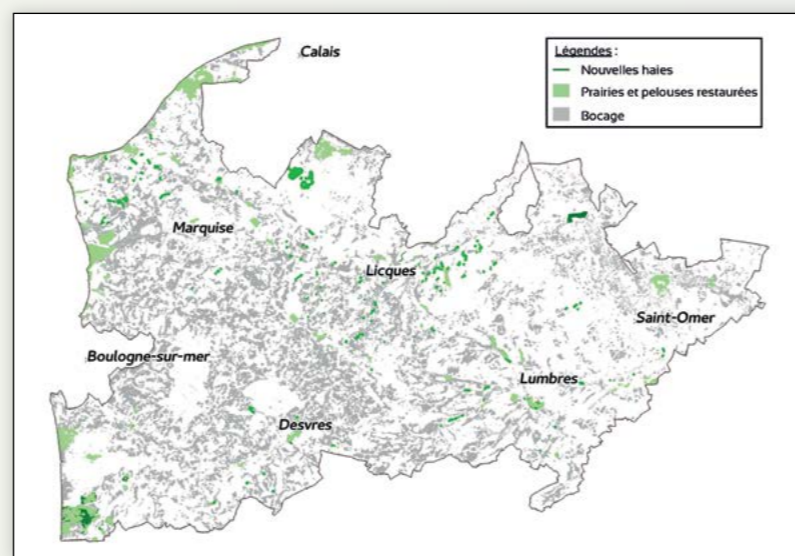 Calais
Légendes :
Nouvelles haies
Prairies et pelouses restaurées
Bocage
Marquise
Licques
Saint-Omer
Boulogne-sur-mer
Lumbres
Desvres